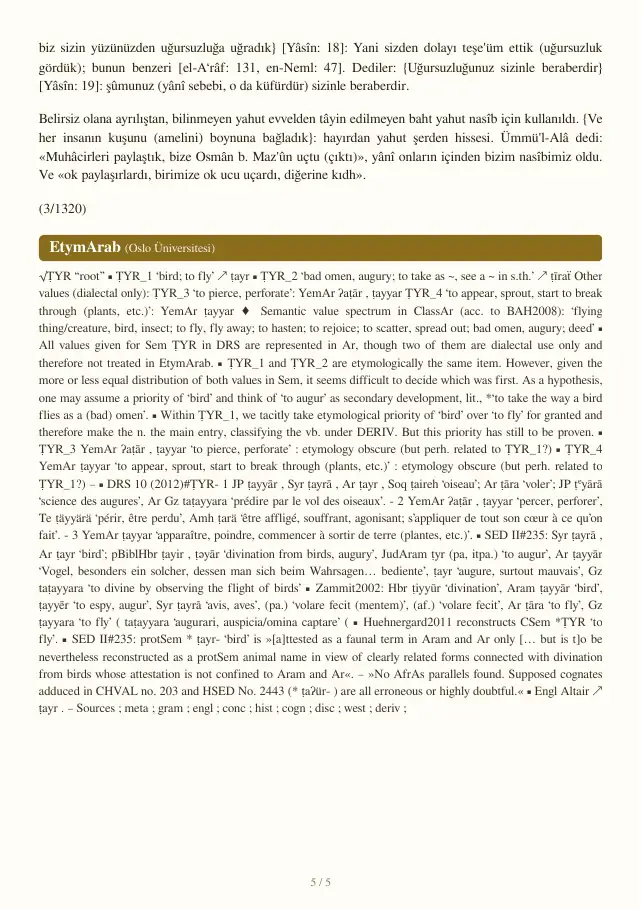 biz sizin yüzünüzden uğursuzluğa uğradık} [Yâsîn: 18]: Yani sizden dolayı teşe'üm ettik (uğursuzluk
gördük); bunun benzeri [el-A‘râf: 131, en-Neml: 47]. Dediler: {Uğursuzluğunuz sizinle beraberdir}
[Yâsîn: 19]: şûmunuz (yânî sebebi, o da küfürdür) sizinle beraberdir.
Belirsiz olana ayrılıştan, bilinmeyen yahut evvelden tâyin edilmeyen baht yahut nasîb için kullanıldı. {Ve
her insanın kuşunu (amelini) boynuna bağladık}: hayırdan yahut şerden hissesi. Ümmü'l-Alâ dedi:
«Muhâcirleri paylaştık, bize Osmân b. Maz'ûn uçtu (çıktı)», yânî onların içinden bizim nasîbimiz oldu.
Ve «ok paylaşırlardı, birimize ok ucu uçardı, diğerine kıdh».
(3/1320)
EtymArab (Oslo Üniversitesi)
√ṬYR “root” ▪ ṬYR_1 ‘bird; to fly’ ↗ ṭayr ▪ ṬYR_2 ‘bad omen, augury; to take as ~, see a ~ in s.th.’ ↗ ṭīraẗ Other
values (dialectal only): ṬYR_3 ‘to pierce, perforate’: YemAr ʔaṭār , ṭayyar ṬYR_4 ‘to appear, sprout, start to break
through (plants, etc.)’: YemAr ṭayyar ♦ Semantic value spectrum in ClassAr (acc. to BAH2008): ‘flying
thing/creature, bird, insect; to fly, fly away; to hasten; to rejoice; to scatter, spread out; bad omen, augury; deed’ ▪
All values given for Sem ṬYR in DRS are represented in Ar, though two of them are dialectal use only and
therefore not treated in EtymArab. ▪ ṬYR_1 and ṬYR_2 are etymologically the same item. However, given the
more or less equal distribution of both values in Sem, it seems difficult to decide which was first. As a hypothesis,
one may assume a priority of ‘bird’ and think of ‘to augur’ as secondary development, lit., *‘to take the way a bird
flies as a (bad) omen’. ▪ Within ṬYR_1, we tacitly take etymological priority of ‘bird’ over ‘to fly’ for granted and
therefore make the n. the main entry, classifying the vb. under DERIV. But this priority has still to be proven. ▪
ṬYR_3 YemAr ʔaṭār , ṭayyar ‘to pierce, perforate’ : etymology obscure (but perh. related to ṬYR_1?) ▪ ṬYR_4
YemAr ṭayyar ‘to appear, sprout, start to break through (plants, etc.)’ : etymology obscure (but perh. related to
ṬYR_1?) – ▪ DRS 10 (2012)#ṬYR- 1 JP ṭayyār , Syr ṭayrā , Ar ṭayr , Soq ṭaireh ‘oiseau’; Ar ṭāra ‘voler’; JP ṭᵊyārā
‘science des augures’, Ar Gz taṭayyara ‘prédire par le vol des oiseaux’. - 2 YemAr ʔaṭār , ṭayyar ‘percer, perforer’,
Te ṭäyyärä ‘périr, être perdu’, Amh ṭarä ‘être affligé, souffrant, agonisant; s’appliquer de tout son cœur à ce qu’on
fait’. - 3 YemAr ṭayyar ‘apparaître, poindre, commencer à sortir de terre (plantes, etc.)’. ▪ SED II#235: Syr ṭayrā ,
Ar ṭayr ‘bird’; pBiblHbr ṭayir , ṭəyār ‘divination from birds, augury’, JudAram ṭyr (pa, itpa.) ‘to augur’, Ar ṭayyār
‘Vogel, besonders ein solcher, dessen man sich beim Wahrsagen… bediente’, ṭayr ‘augure, surtout mauvais’, Gz
taṭayyara ‘to divine by observing the flight of birds’ ▪ Zammit2002: Hbr ṭiyyūr ‘divination’, Aram ṭayyār ‘bird’,
ṭayyēr ‘to espy, augur’, Syr ṭayrā ‘avis, aves’, (pa.) ‘volare fecit (mentem)’, (af.) ‘volare fecit’, Ar ṭāra ‘to fly’, Gz
ṭayyara ‘to fly’ ( taṭayyara ‘augurari, auspicia/omina captare’ ( ▪ Huehnergard2011 reconstructs CSem *ṬYR ‘to
fly’. ▪ SED II#235: protSem * ṭayr- ‘bird’ is »[a]ttested as a faunal term in Aram and Ar only [… but is t]o be
nevertheless reconstructed as a protSem animal name in view of clearly related forms connected with divination
from birds whose attestation is not confined to Aram and Ar«. – »No AfrAs parallels found. Supposed cognates
adduced in CHVAL no. 203 and HSED No. 2443 (* ṭaʔür- ) are all erroneous or highly doubtful.« ▪ Engl Altair ↗
ṭayr . – Sources ; meta ; gram ; engl ; conc ; hist ; cogn ; disc ; west ; deriv ;
5 / 5